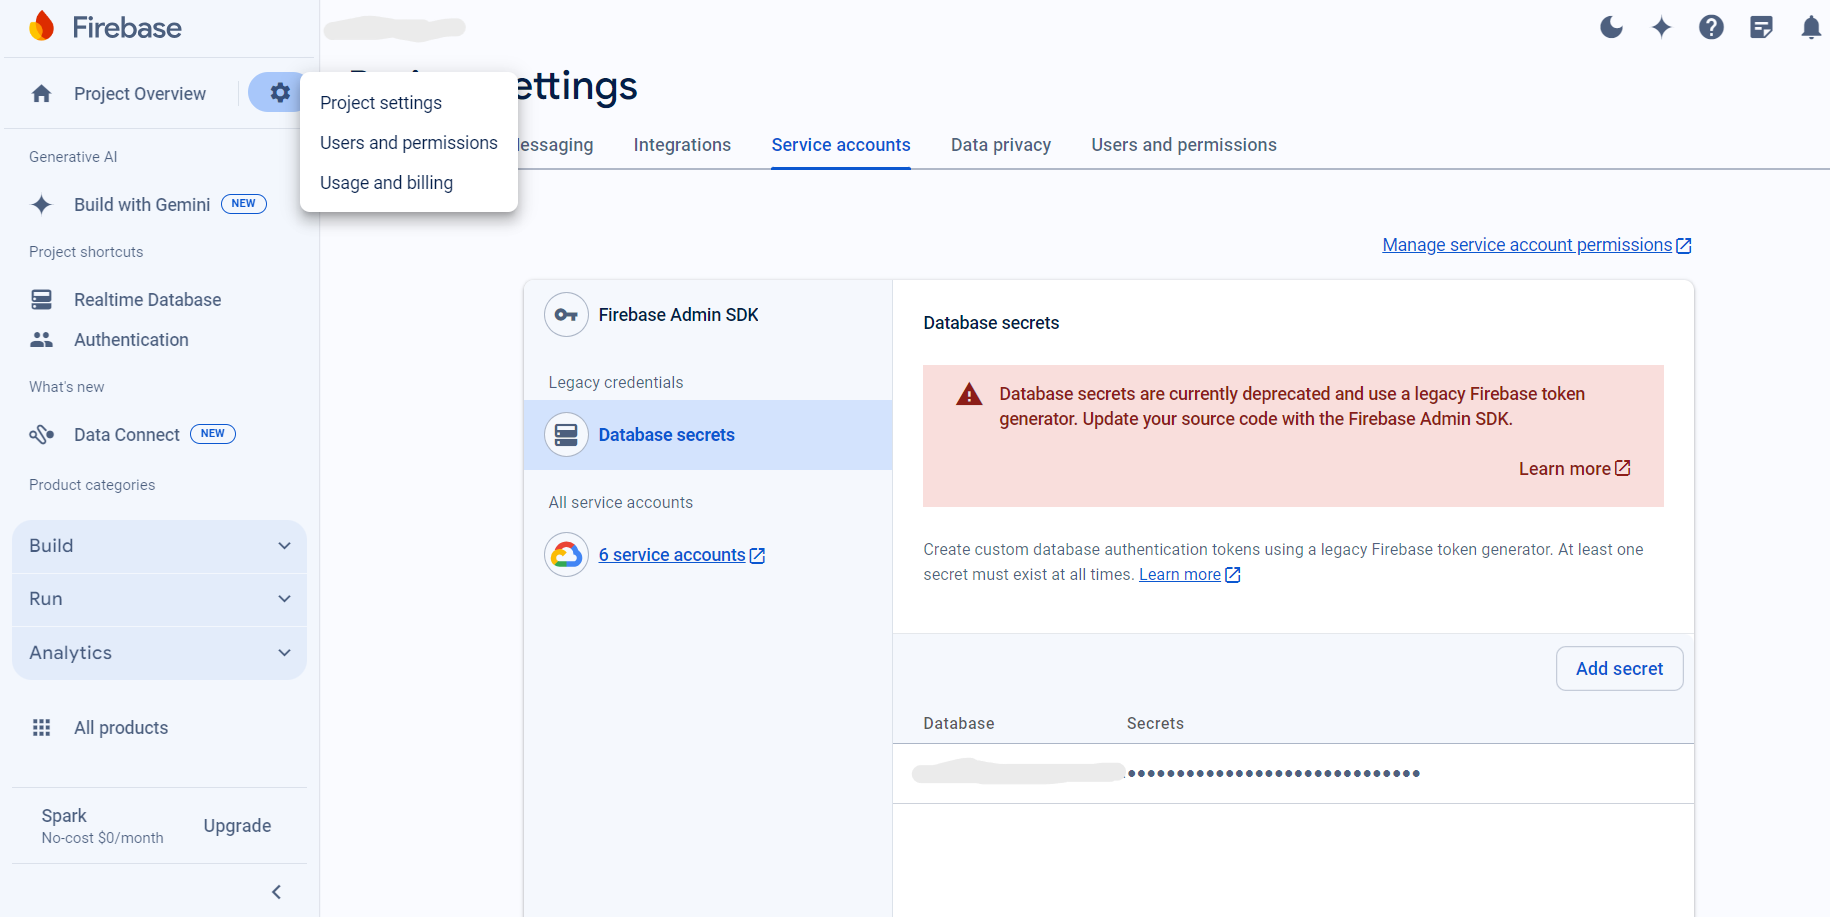 Firebase
Project Overview
Project settings
Users and permissions
Usage and billing
ettings
essaging
Integrations
Service accounts
Data privacy
Users and permissions
Generative AI
Build with Gemini NEW
Project shortcuts
Realtime Database
Authentication
What's new
Data Connect NEW
Product categories
Build
Run
Analytics
All products
Spark
No-cost $0/month
Upgrade
Manage service account permissions
Firebase Admin SDK
Legacy credentials
Database secrets
All service accounts
6 service accounts
Database secrets
Database secrets are currently deprecated and use a legacy Firebase token
generator. Update your source code with the Firebase Admin SDK.
Learn more
Create custom database authentication tokens using a legacy Firebase token generator. At least one
secret must exist at all times. Learn more
Add secret
Database Secrets
••••••••••••••••••••••••••••••